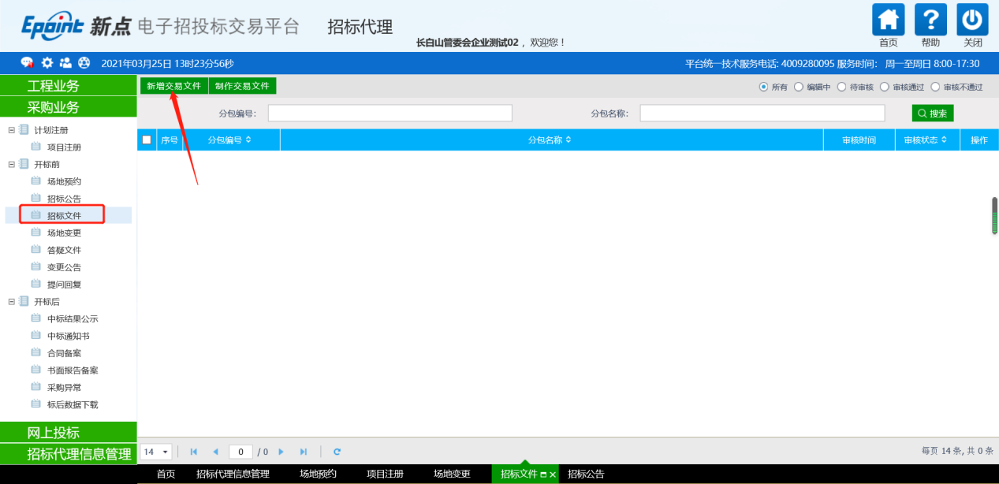 Epoint 新点 电子招投标交易平台 招标代理
长白山管委会企业测试02 ，欢迎您！
首页 帮助 关闭
2021年03月25日 13时23分56秒 平台统一技术服务电话: 4009280095 服务时间： 周一至周日 8:00-17:30
工程业务
采购业务
计划注册
项目注册
开标前
场地预约
招标公告
招标文件
场地变更
答疑文件
变更公告
提问回复
开标后
中标结果公示
中标通知书
合同备案
书面报告备案
采购异常
标后数据下载
网上投标
招标代理信息管理
新增交易文件 制作交易文件 所有 编辑中 待审核 审核通过 审核不通过
分包编号： 分包名称： 搜索
序号 分包编号 分包名称 审核时间 审核状态 操作
14 0 / 0 每页 14 条, 共 0 条
首页 招标代理信息管理 场地预约 项目注册 场地变更 招标文件 招标公告